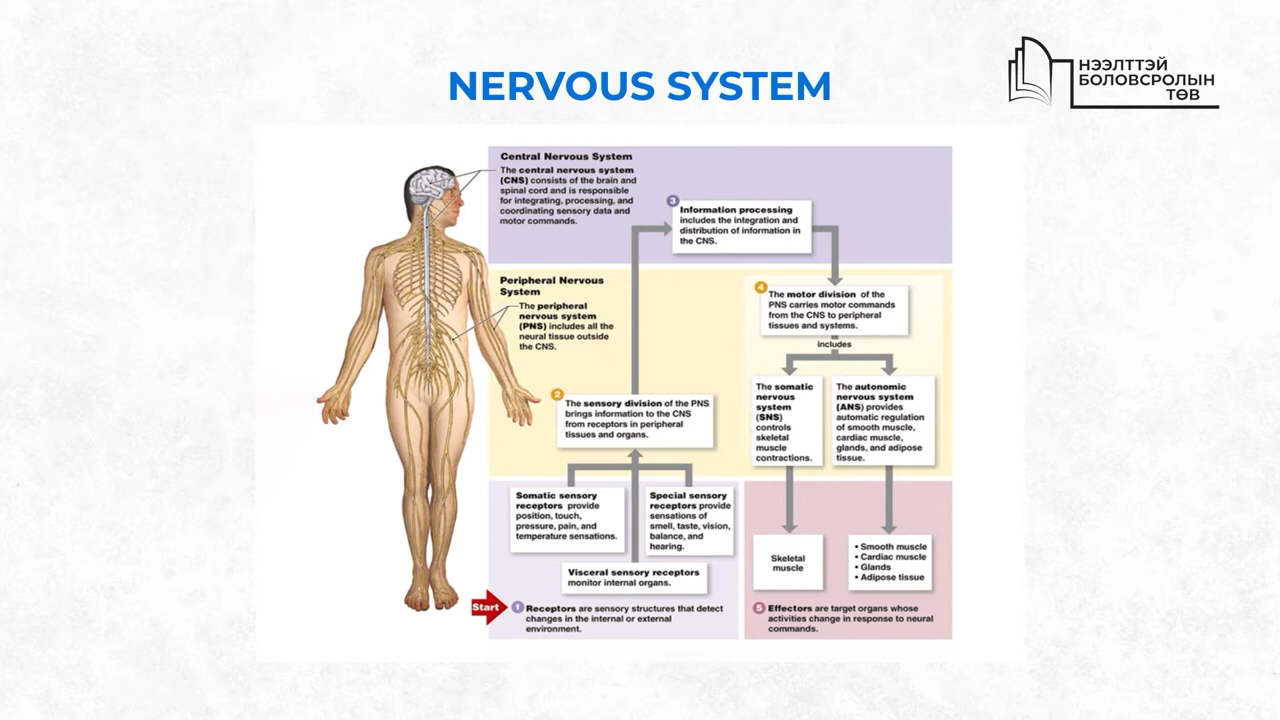 NERVOUS SYSTEM
НЭЭЛТТЭЙ
БОЛОВСРОЛЫН
ТӨВ
Central Nervous System
The central nervous system
(CNS) consists of the brain and
spinal cord and is responsible
for integrating, processing, and
coordinating sensory data and
motor commands.
3
Information processing
includes the integration and
distribution of information in
the CNS.
Peripheral Nervous
System
The peripheral
nervous system
(PNS) includes all the
neural tissue outside
the CNS.
4
The motor division of the
PNS carries motor commands
from the CNS to peripheral
tissues and systems.
includes
2
The sensory division of the PNS
brings information to the CNS
from receptors in peripheral
tissues and organs.
The somatic
nervous
system
(SNS)
controls
skeletal
muscle
contractions.
The autonomic
nervous system
(ANS) provides
automatic regulation
of smooth muscle,
cardiac muscle,
glands, and adipose
tissue.
Somatic sensory
receptors provide
position, touch,
pressure, pain, and
temperature sensations.
Special sensory
receptors provide
sensations of
smell, taste, vision,
balance, and
hearing.
Visceral sensory receptors
monitor internal organs.
Skeletal
muscle
• Smooth muscle
• Cardiac muscle
• Glands
• Adipose tissue
Start
1
Receptors are sensory structures that detect
changes in the internal or external
environment.
5
Effectors are target organs whose
activities change in response to neural
commands.